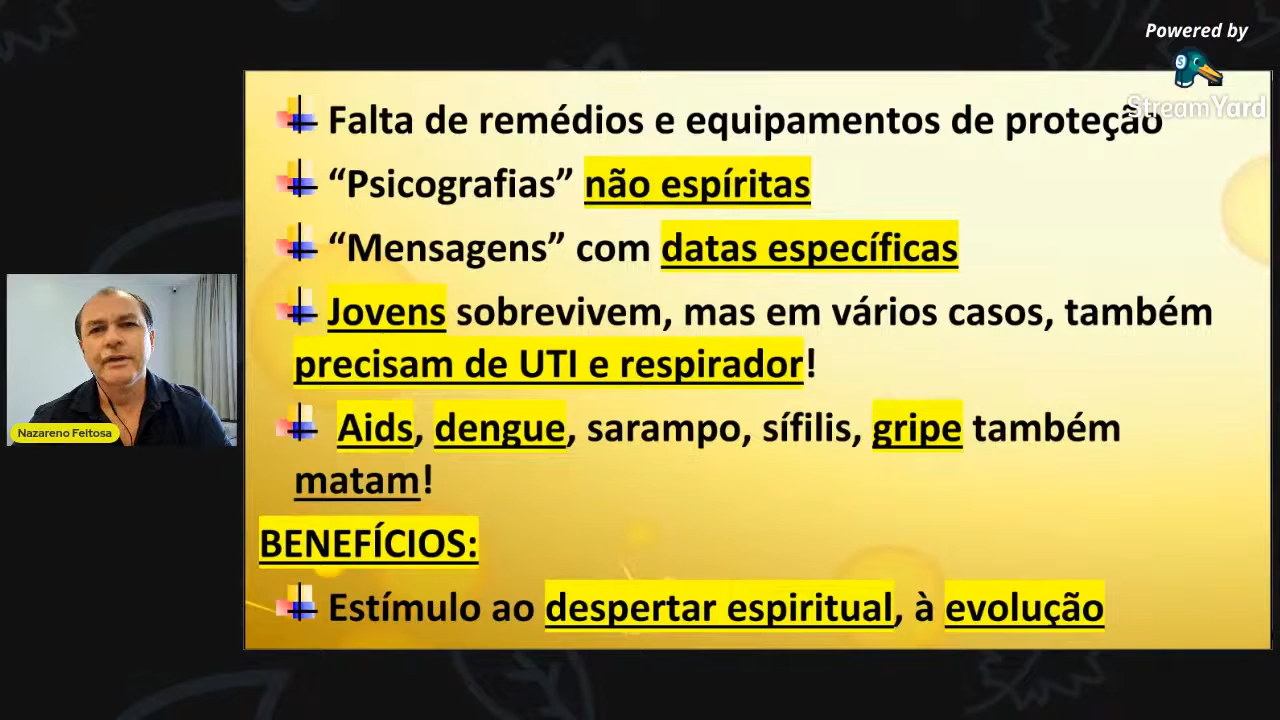 Powered by
StreamYard
Falta de remédios e equipamentos de proteção
“Psicografias” não espíritas
“Mensagens” com datas específicas
Jovens sobrevivem, mas em vários casos, também
precisam de UTI e respirador!
Aids, dengue, sarampo, sífilis, gripe também
matam!
BENEFÍCIOS:
Estímulo ao despertar espiritual, à evolução
Nazareno Feitosa